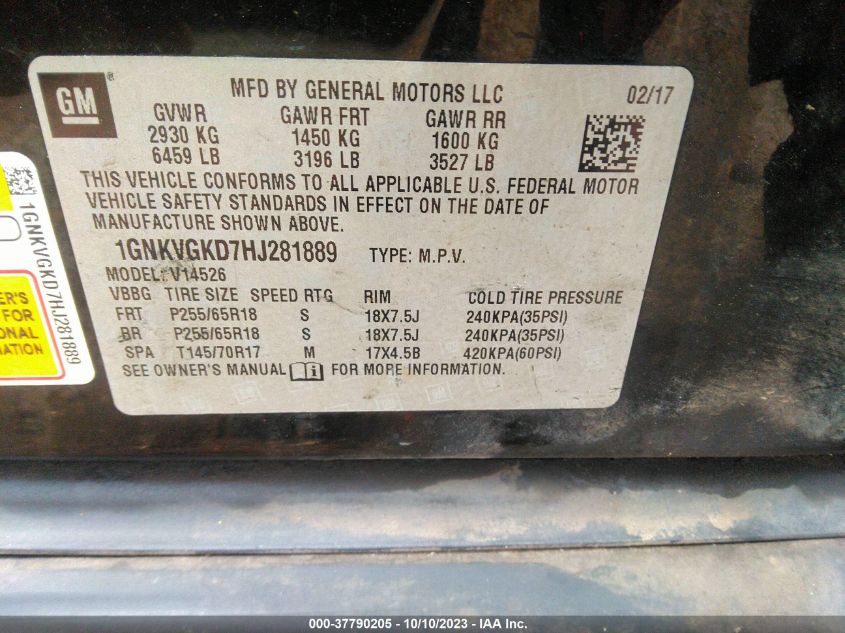 GM
MFD BY GENERAL MOTORS LLC
02/17
GVWR GAWR FRT GAWR RR
2930 KG 1450 KG 1600 KG
6459 LB 3196 LB 3527 LB
THIS VEHICLE CONFORMS TO ALL APPLICABLE U.S. FEDERAL MOTOR
VEHICLE SAFETY STANDARDS IN EFFECT ON THE DATE OF
MANUFACTURE SHOWN ABOVE.
1GNKVGKD7HJ281889 TYPE: M.P.V.
MODEL: V14526
VBBG TIRE SIZE SPEED RTG RIM COLD TIRE PRESSURE
FRT P255/65R18 S 18X7.5J 240KPA(35PSI)
RR P255/65R18 S 18X7.5J 240KPA(35PSI)
SPA T145/70R17 M 17X4.5B 420KPA(60PSI)
SEE OWNER'S MANUAL FOR MORE INFORMATION.
1GNKVGKD7HJ281889
ER'S
FOR
ONAL
MATION
000-37790205 - 10/10/2023 - IAA Inc.